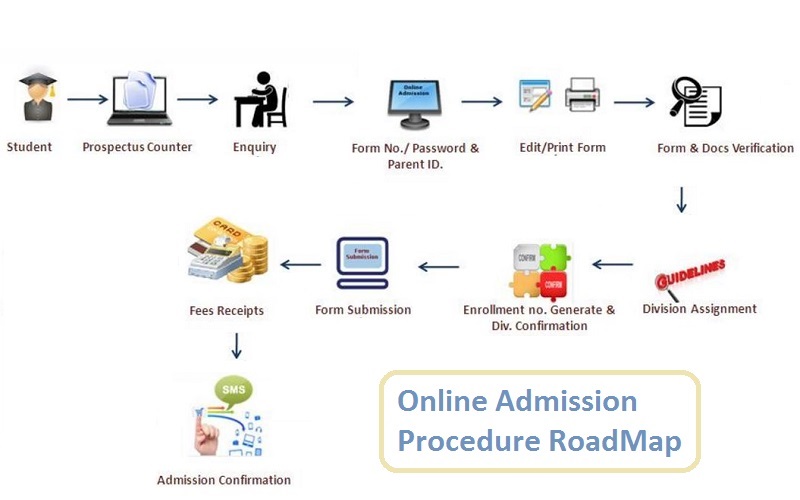 Online
Admission
Student
Prospectus Counter
Enquiry
Form No./ Password &
Parent ID.
Edit/Print Form
Form & Docs Verification
CARD
Form
Submission
CONFIRM
CONFIRM
GUIDELINES
Fees Receipts
Form Submission
Enrollment no. Generate &
Div. Confirmation
Division Assignment
SMS
Admission Confirmation
Online Admission
Procedure RoadMap